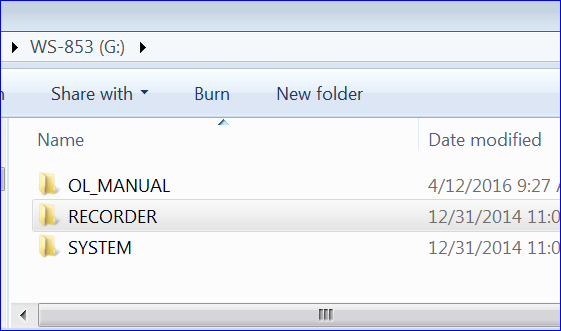 WS-853 (G:)
Share with Burn New folder
Name Date modified
OL_MANUAL 4/12/2016 9:27
RECORDER 12/31/2014 11:0
SYSTEM 12/31/2014 11:0